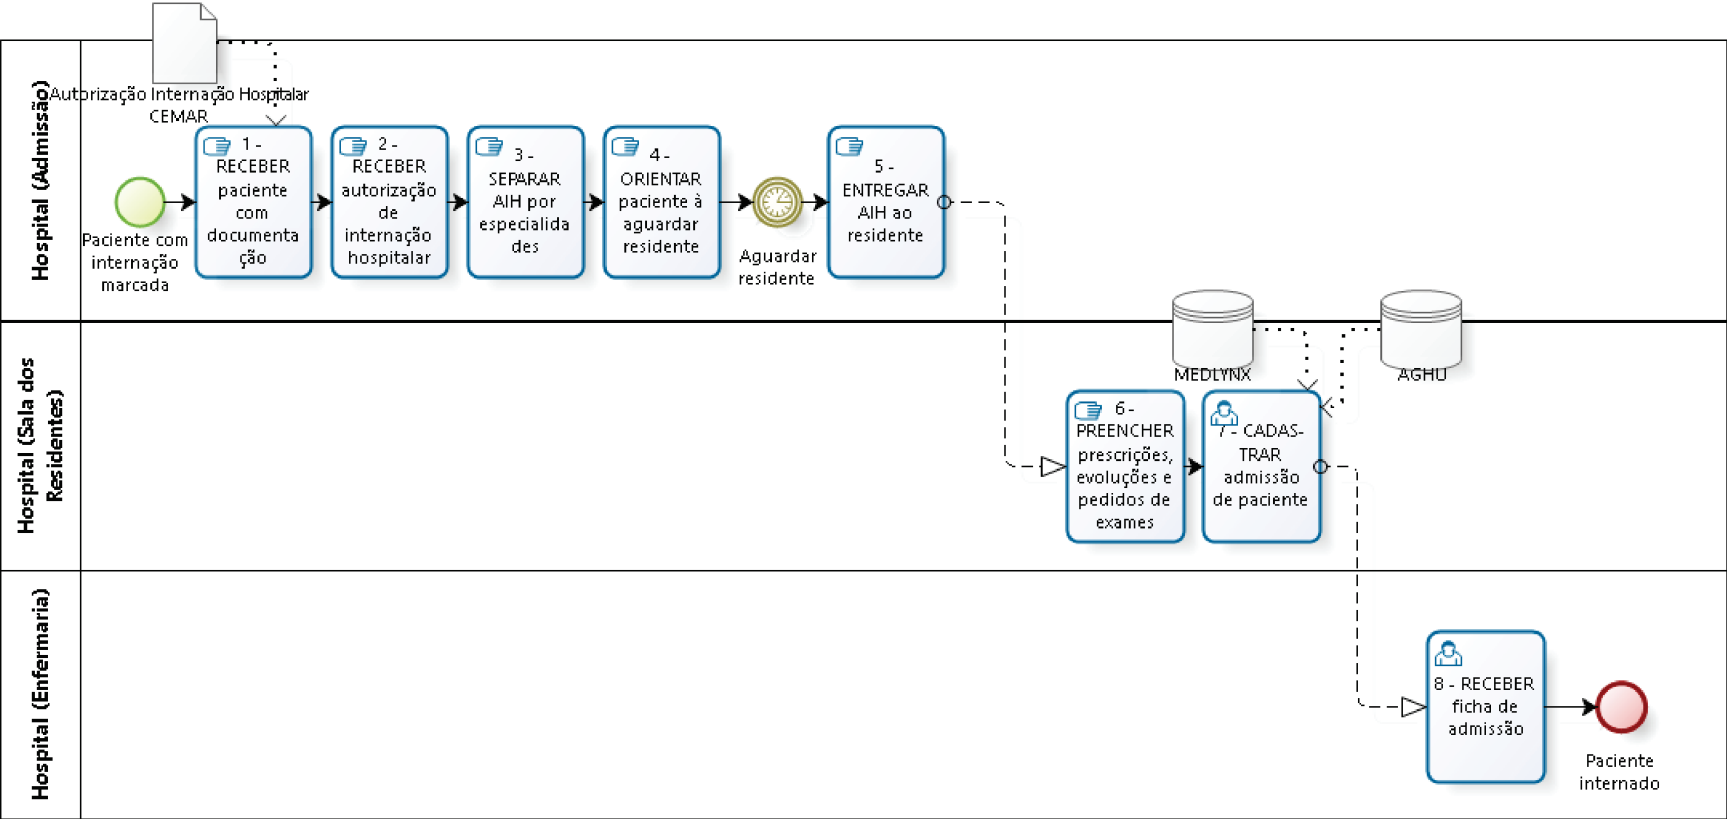 Hospital (Admissão)
Autorização Internação Hospitalar
CEMAR
Paciente com
internação
marcada
1 -
RECEBER
paciente
com
documenta
ção
2 -
RECEBER
autorização
de
internação
hospitalar
3 -
SEPARAR
AIH por
especialida
des
4 -
ORIENTAR
paciente à
aguardar
residente
Aguardar
residente
5 -
ENTREGAR
AIH ao
residente
Hospital (Sala dos
Residentes)
MEDLYNX
AGHU
6 -
PREENCHER
prescrições,
evoluções e
pedidos de
exames
7 - CADAS-
TRAR
admissão
de paciente
Hospital (Enfermaria)
8 - RECEBER
ficha de
admissão
Paciente
internado